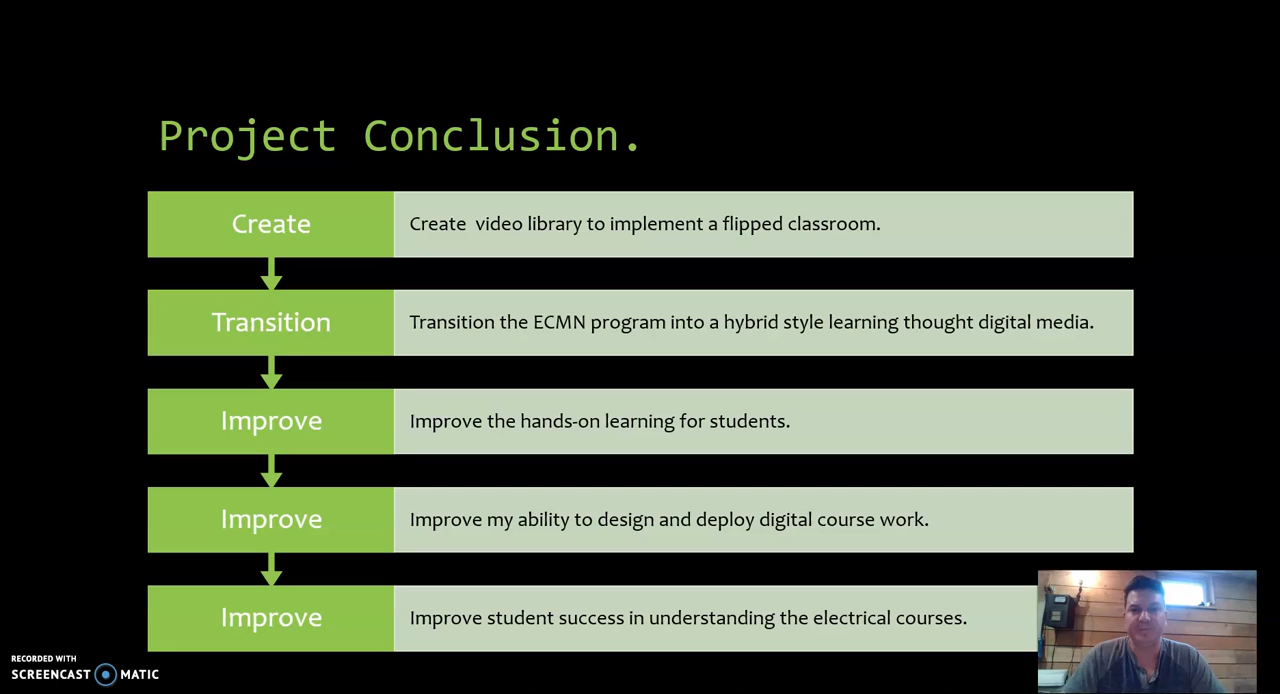 Project Conclusion.
Create
Create  video library to implement a flipped classroom.
Transition
Transition the ECMN program into a hybrid style learning thought digital media.
Improve
Improve the hands-on learning for students.
Improve
Improve my ability to design and deploy digital course work.
Improve
Improve student success in understanding the electrical courses.
RECORDED WITH
SCREENCAST MATIC